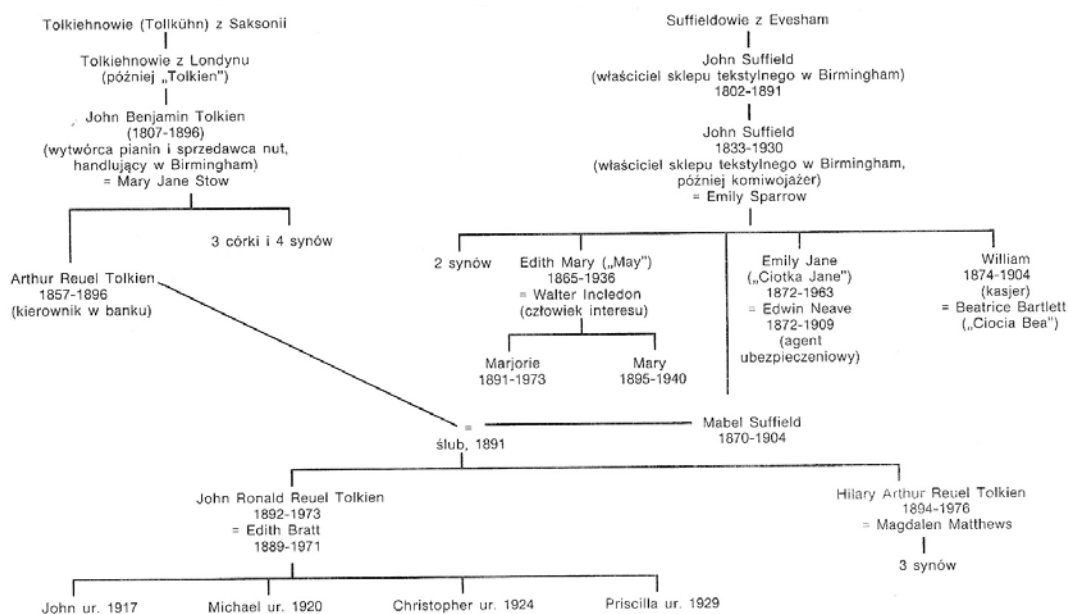 Tolkiehnowie (Tollkühn) z Saksonii
Tolkiehnowie z Londynu
(później „Tolkien")
John Benjamin Tolkien
(1807-1896)
(wytwórca pianin i sprzedawca nut,
handlujący w Birmingham)
= Mary Jane Stow
3 córki i 4 synów
Arthur Reuel Tolkien
1857-1896
(kierownik w banku)
Suffieldowie z Evesham
John Suffield
(właściciel sklepu tekstylnego w Birmingham)
1802-1891
John Suffield
1833-1930
(właściciel sklepu tekstylnego w Birmingham,
później komiwojażer)
= Emily Sparrow
2 synów
Edith Mary („May")
1865-1936
= Walter Incledon
(człowiek interesu)
Marjorie
1891-1973
Mary
1895-1940
Emily Jane
(„Ciotka Jane")
1872-1963
= Edwin Neave
1872-1909
(agent
ubezpieczeniowy)
William
1874-1904
(kasjer)
= Beatrice Bartlett
(„Ciocia Bea")
=
ślub, 1891
Mabel Suffield
1870-1904
John Ronald Reuel Tolkien
1892-1973
= Edith Bratt
1889-1971
Hilary Arthur Reuel Tolkien
1894-1976
= Magdalen Matthews
3 synów
John ur. 1917
Michael ur. 1920
Christopher ur. 1924
Priscilla ur. 1929